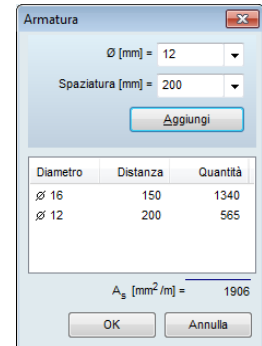 Armatura
Ø [mm] = 12
Spaziatura [mm] = 200
Aggiungi
Diametro Distanza Quantità
Ø 16 150 1340
Ø 12 200 565
As [mm²/m] = 1906
OK Annulla